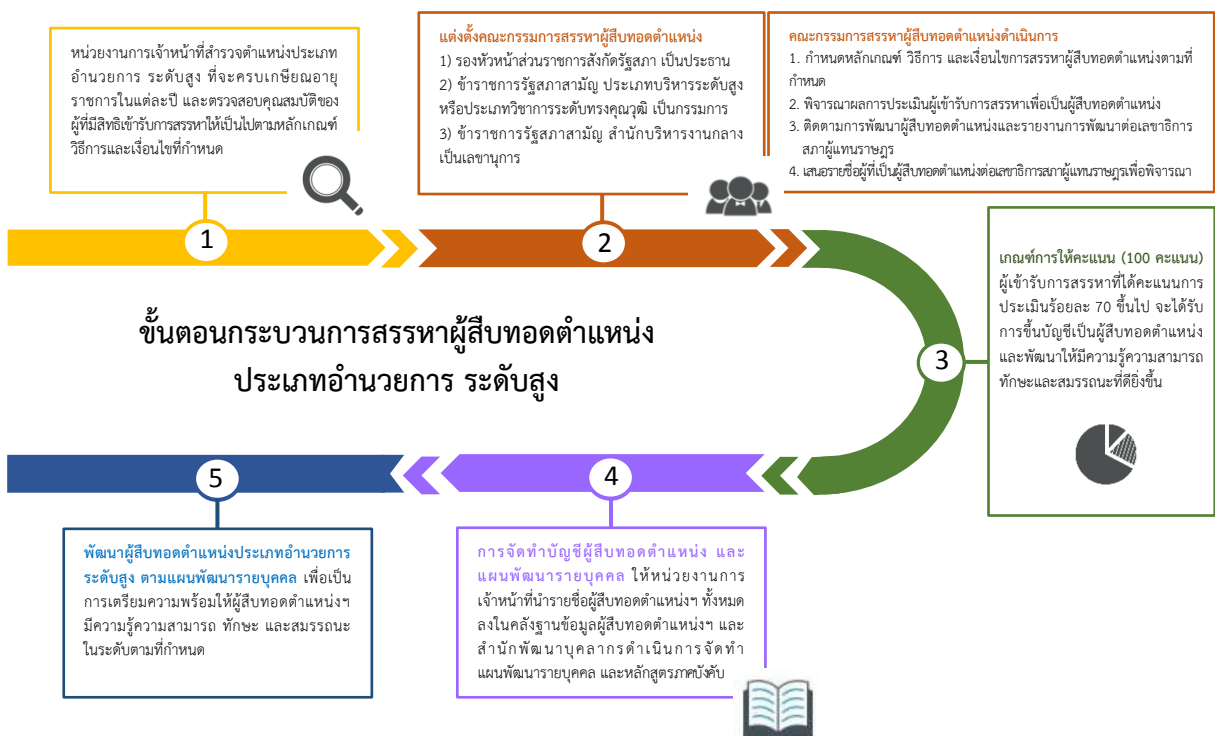 หน่วยงานการเจ้าหน้าที่สำรวจตำแหน่งประเภท
อำนวยการ ระดับสูง ที่จะครบเกษียณอายุ
ราชการในแต่ละปี และตรวจสอบคุณสมบัติของ
ผู้ที่มีสิทธิเข้ารับการสรรหาให้เป็นไปตามหลักเกณฑ์
วิธีการและเงื่อนไขที่กำหนด
1
แต่งตั้งคณะกรรมการสรรหาผู้สืบทอดตำแหน่ง
1) รองหัวหน้าส่วนราชการสังกัดรัฐสภา เป็นประธาน
2) ข้าราชการรัฐสภาสามัญ ประเภทบริหารระดับสูง
หรือประเภทวิชาการระดับทรงคุณวุฒิ เป็นกรรมการ
3) ข้าราชการรัฐสภาสามัญ สำนักบริหารงานกลาง
เป็นเลขานุการ
2
คณะกรรมการสรรหาผู้สืบทอดตำแหน่งดำเนินการ
1. กำหนดหลักเกณฑ์ วิธีการ และเงื่อนไขการสรรหาผู้สืบทอดตำแหน่งตามที่
กำหนด
2. พิจารณาผลการประเมินผู้เข้ารับการสรรหาเพื่อเป็นผู้สืบทอดตำแหน่ง
3. ติดตามการพัฒนาผู้สืบทอดตำแหน่งและรายงานการพัฒนาต่อเลขาธิการ
สภาผู้แทนราษฎร
4. เสนอรายชื่อผู้ที่เป็นผู้สืบทอดตำแหน่งต่อเลขาธิการสภาผู้แทนราษฎรเพื่อพิจารณา
ขั้นตอนกระบวนการสรรหาผู้สืบทอดตำแหน่ง
ประเภทอำนวยการ ระดับสูง
3
เกณฑ์การให้คะแนน (100 คะแนน)
ผู้เข้ารับการสรรหาที่ได้คะแนนการ
ประเมินร้อยละ 70 ขึ้นไป จะได้รับ
การขึ้นบัญชีเป็นผู้สืบทอดตำแหน่ง
และพัฒนาให้มีความรู้ความสามารถ
ทักษะและสมรรถนะที่ดียิ่งขึ้น
4
การจัดทำบัญชีผู้สืบทอดตำแหน่ง และ
แผนพัฒนารายบุคคล ให้หน่วยงานการ
เจ้าหน้าที่นำรายชื่อผู้สืบทอดตำแหน่งฯ ทั้งหมด
ลงในคลังฐานข้อมูลผู้สืบทอดตำแหน่งฯ และ
สำนักพัฒนาบุคลากรดำเนินการจัดทำ
แผนพัฒนารายบุคคล และหลักสูตรภาคบังคับ
5
พัฒนาผู้สืบทอดตำแหน่งประเภทอำนวยการ
ระดับสูง ตามแผนพัฒนารายบุคคล เพื่อเป็น
การเตรียมความพร้อมให้ผู้สืบทอดตำแหน่งฯ
มีความรู้ความสามารถ ทักษะ และสมรรถนะ
ในระดับตามที่กำหนด